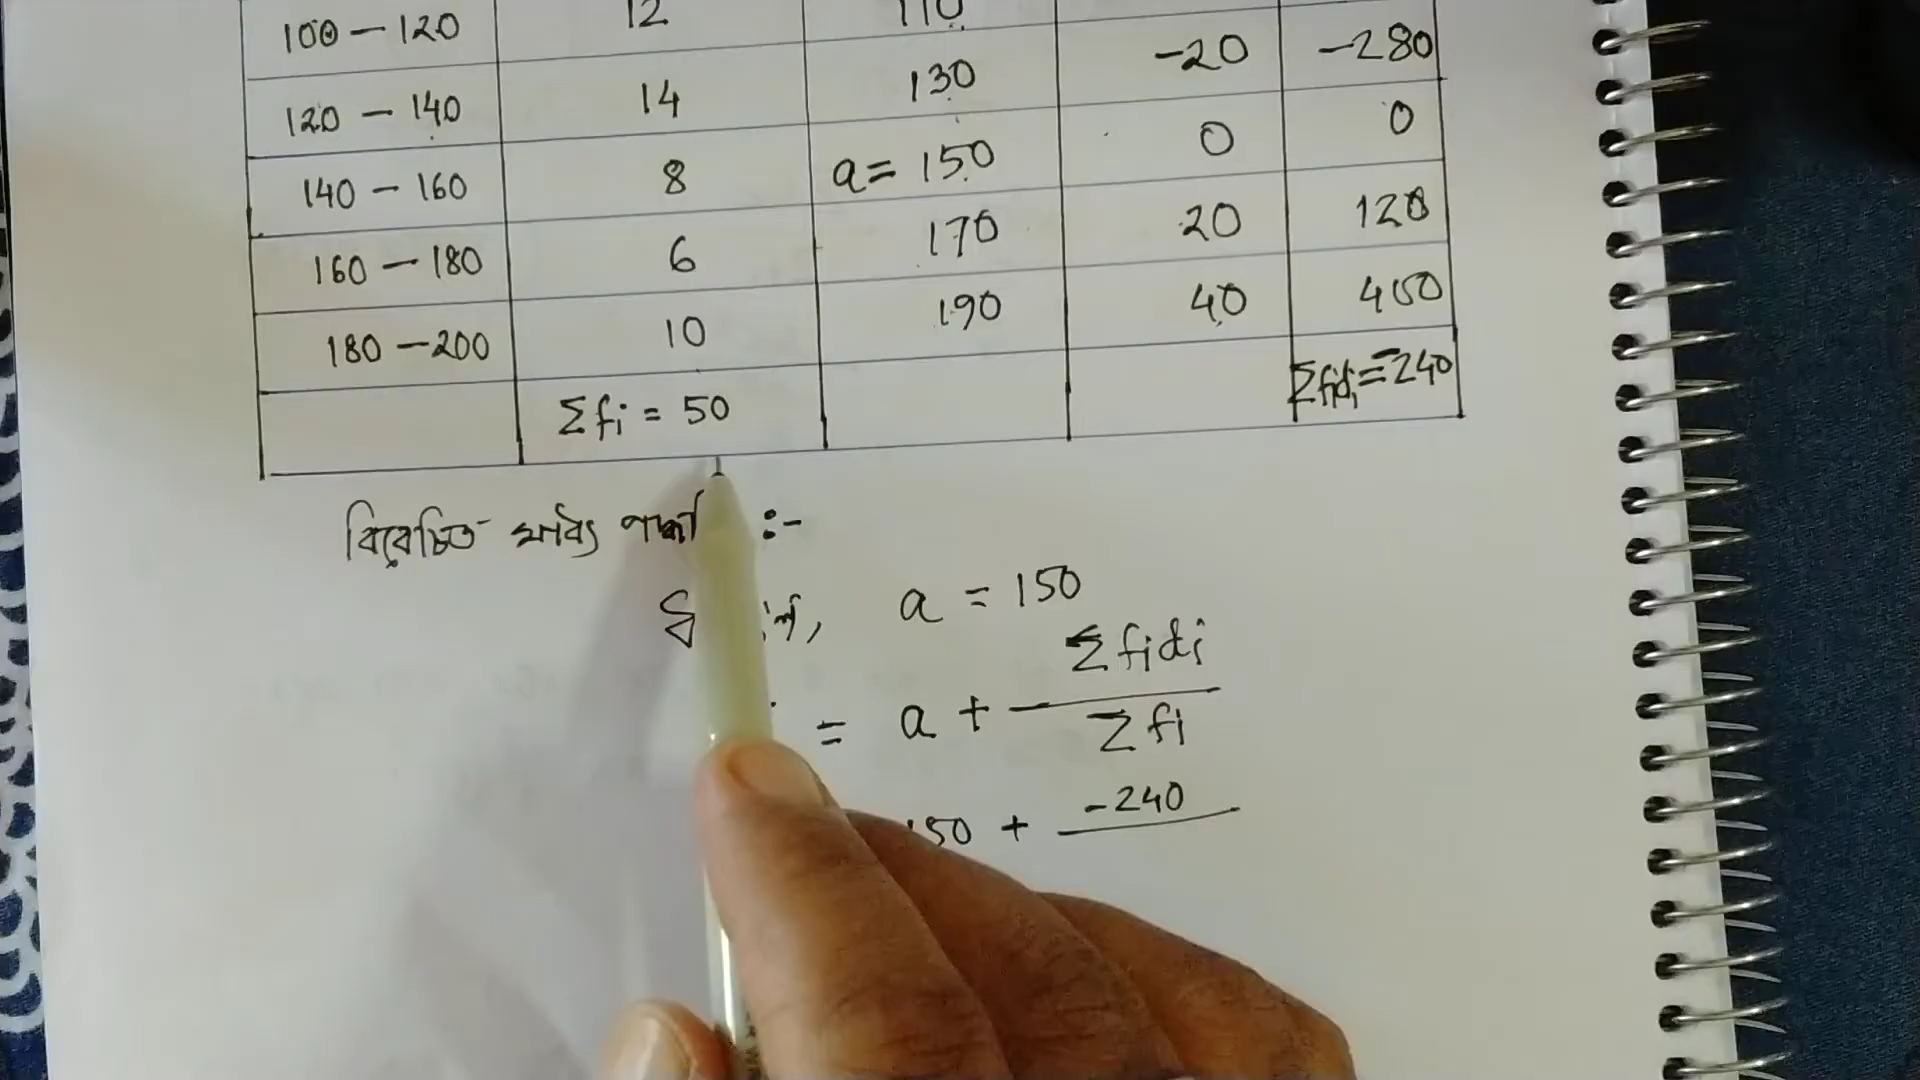 100 — 120 12 110
120 — 140 14 130 -20 -280
140 — 160 8 a = 150 0 0
160 — 180 6 170 20 120
180 — 200 10 190 40 400
Σfi = 50 Σfidi = -240
বিবেচিত মাধ্য :-
a = 150
= a + Σfidi / Σfi
150 + -240